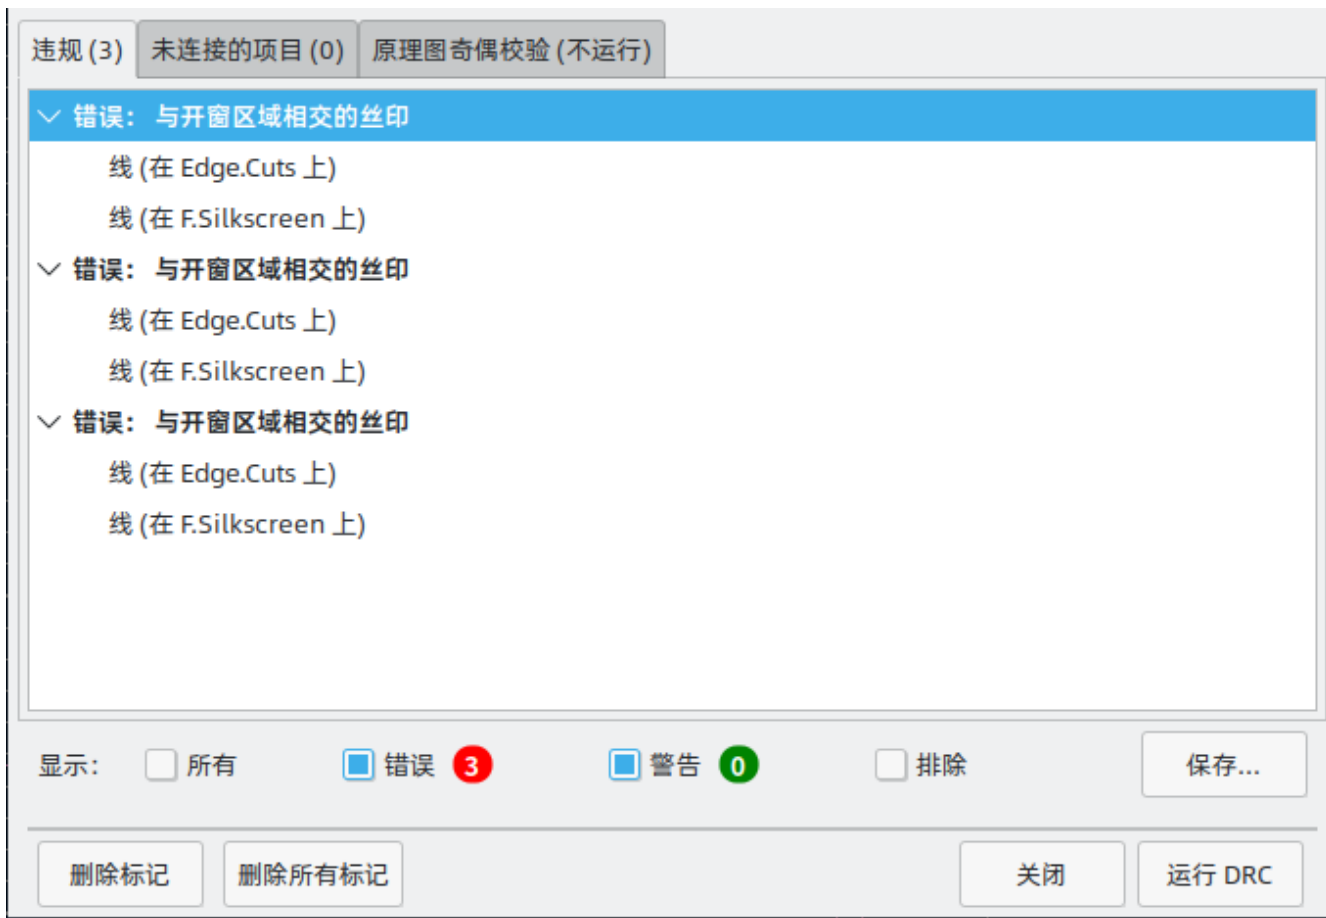 违规 (3) 未连接的项目 (0) 原理图奇偶校验 (不运行)
错误： 与开窗区域相交的丝印
线 (在 Edge.Cuts 上)
线 (在 F.Silkscreen 上)
错误： 与开窗区域相交的丝印
线 (在 Edge.Cuts 上)
线 (在 F.Silkscreen 上)
错误： 与开窗区域相交的丝印
线 (在 Edge.Cuts 上)
线 (在 F.Silkscreen 上)
显示： 所有 错误 3 警告 0 排除 保存...
删除标记 删除所有标记 关闭 运行 DRC